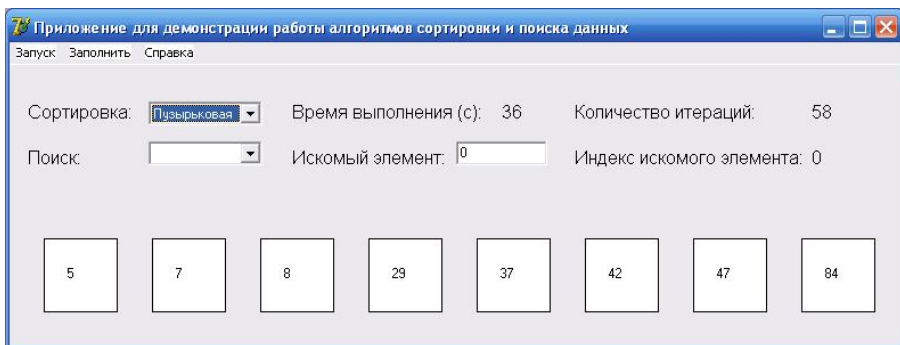 Приложение для демонстрации работы алгоритмов сортировки и поиска данных
Запуск Заполнить Справка
Сортировка: Пузырьковая Время выполнения (с): 36 Количество итераций: 58
Поиск: Искомый элемент: 0 Индекс искомого элемента: 0
5 7 8 29 37 42 47 84